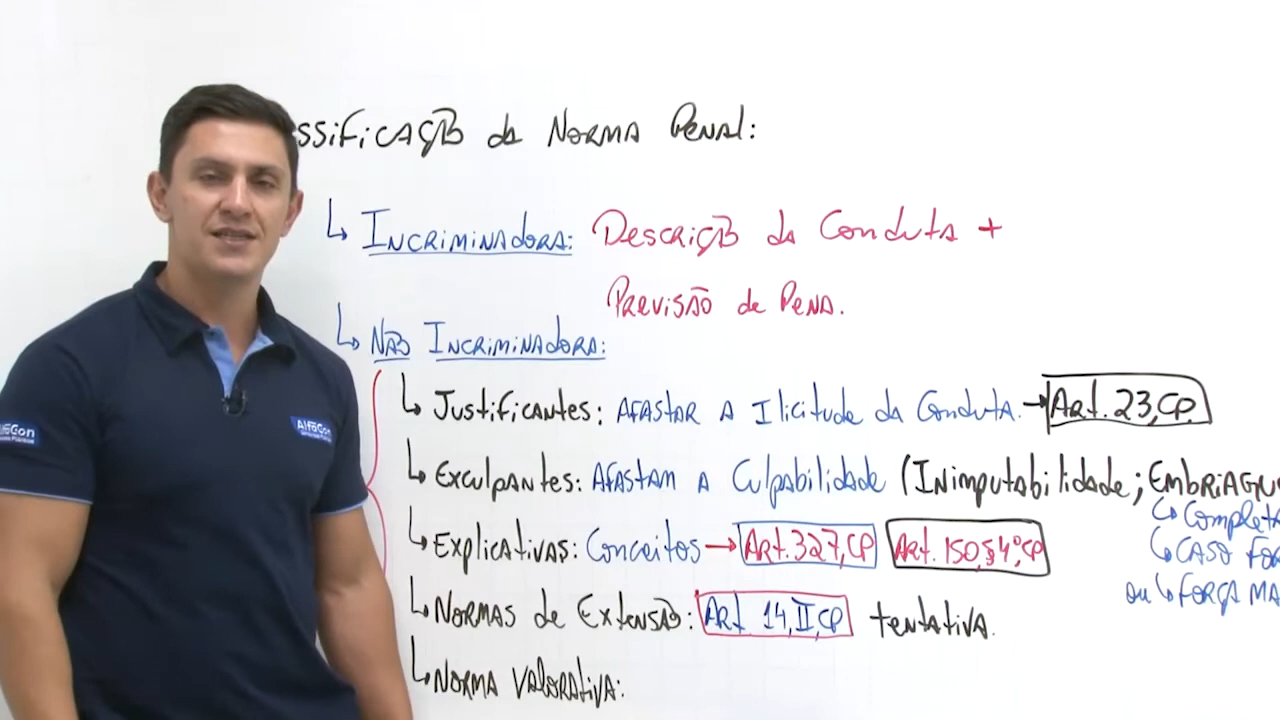 ssificação da Norma Penal:
↳ Incriminadora: Descrição da Conduta +
Previsão de Pena.
↳ Não Incriminadora:
↳ Justificantes: Afastar a Ilicitude da Conduta. → Art. 23, CP
↳ Exculpantes: Afastam a Culpabilidade (Inimputabilidade; Embriagu
↳ Completa
↳ Caso For
ou ↳ Força Ma
↳ Explicativas: Conceitos → Art. 327, CP Art. 150, § 4º, CP
↳ Normas de Extensão: Art. 14, II, CP tentativa.
↳ Norma Valorativa:
AlfaCon
AlfaCon